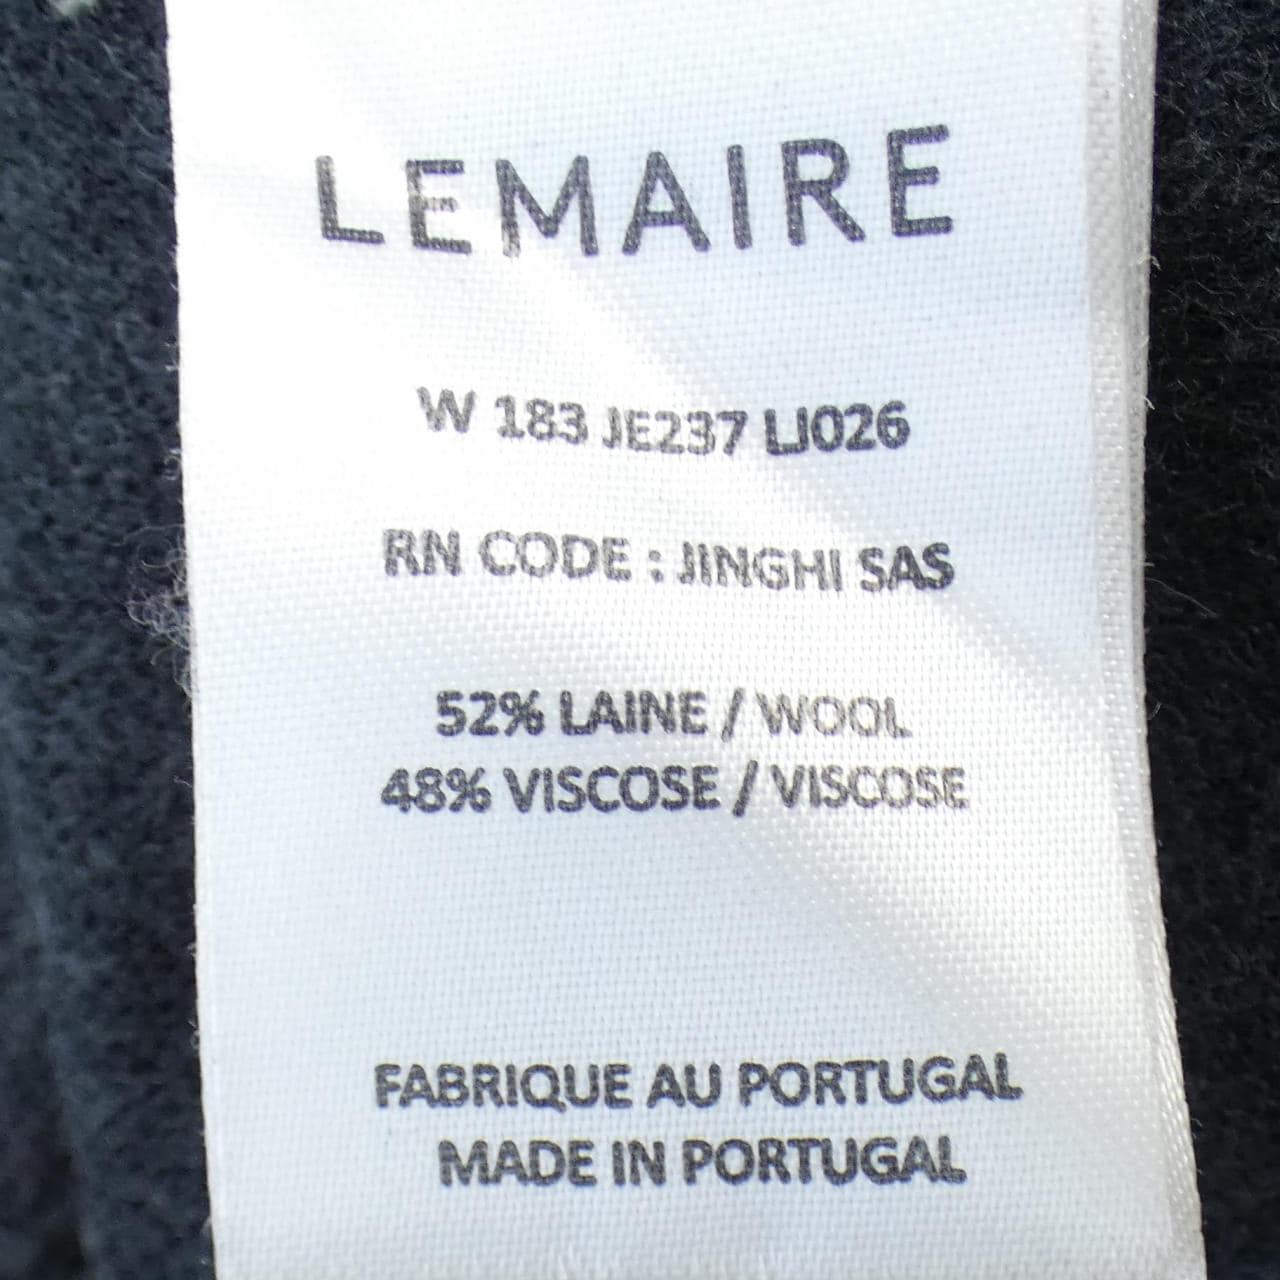 LEMAIRE
W 183 JE237 LJ026
RN CODE : JINGHI SAS
52% LAINE / WOOL
48% VISCOSE / VISCOSE
FABRIQUE AU PORTUGAL
MADE IN PORTUGAL